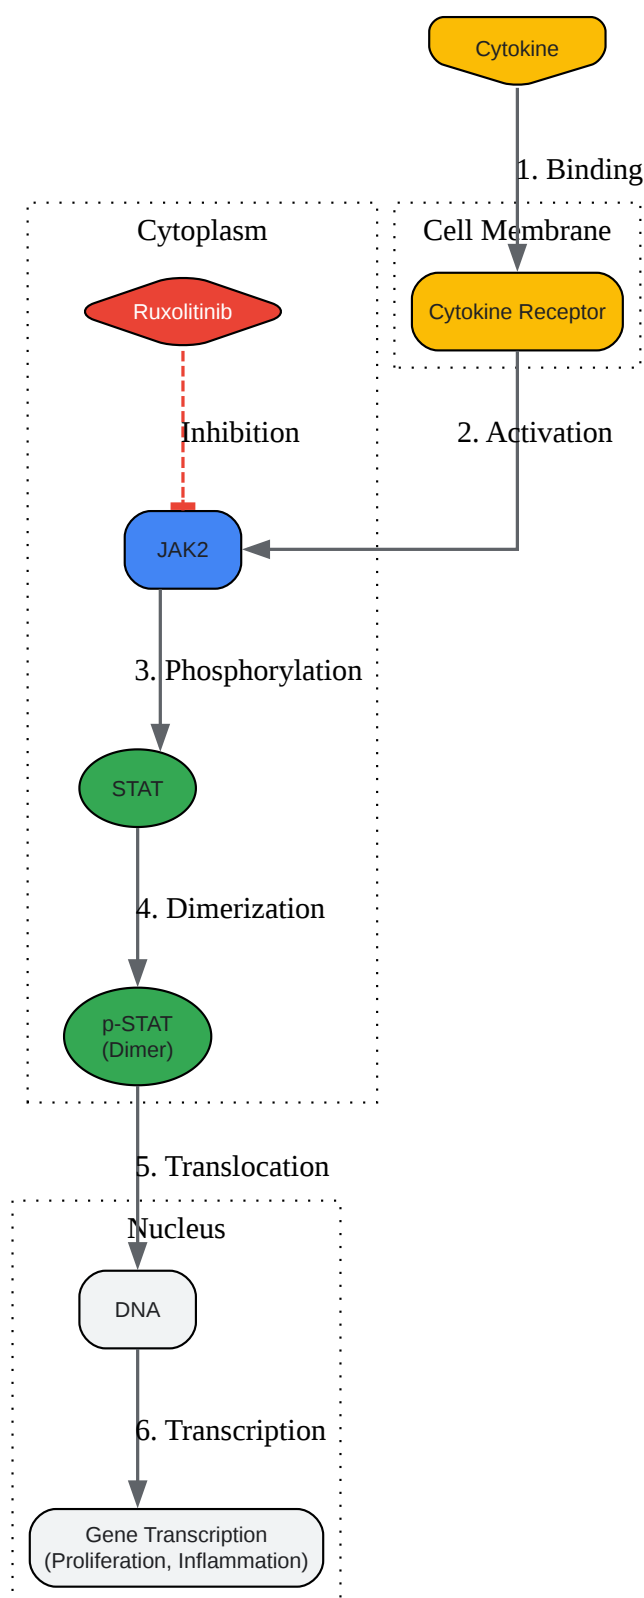 Cytokine
1. Binding
Cytoplasm
Cell Membrane
Ruxolitinib
Cytokine Receptor
Inhibition
2. Activation
JAK2
3. Phosphorylation
STAT
4. Dimerization
p-STAT
(Dimer)
5. Translocation
Nucleus
DNA
6. Transcription
Gene Transcription
(Proliferation, Inflammation)